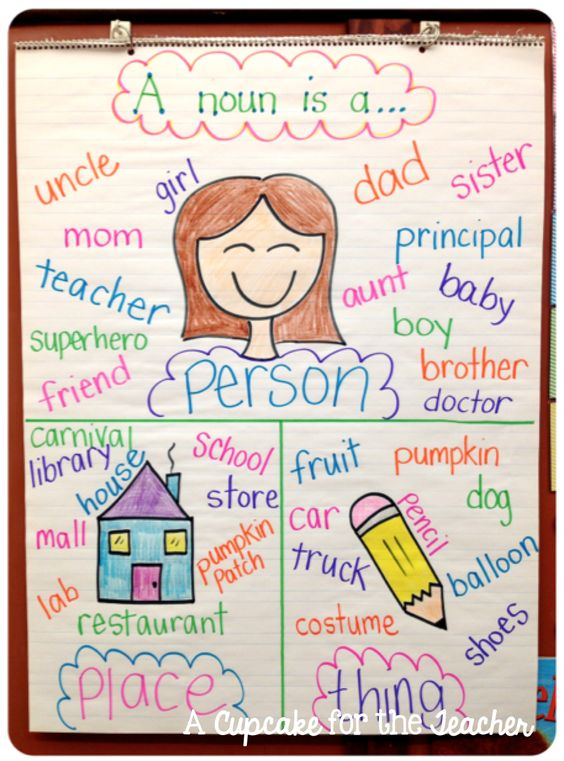 A noun is a...
uncle
girl
dad
sister
mom
principal
teacher
aunt
baby
superhero
boy
friend
brother
person
doctor
carnival
library
house
school
store
mall
pumpkin
patch
lab
restaurant
place
fruit
pumpkin
dog
car
pencil
truck
balloon
costume
shoes
thing
A Cupcake for the Teacher